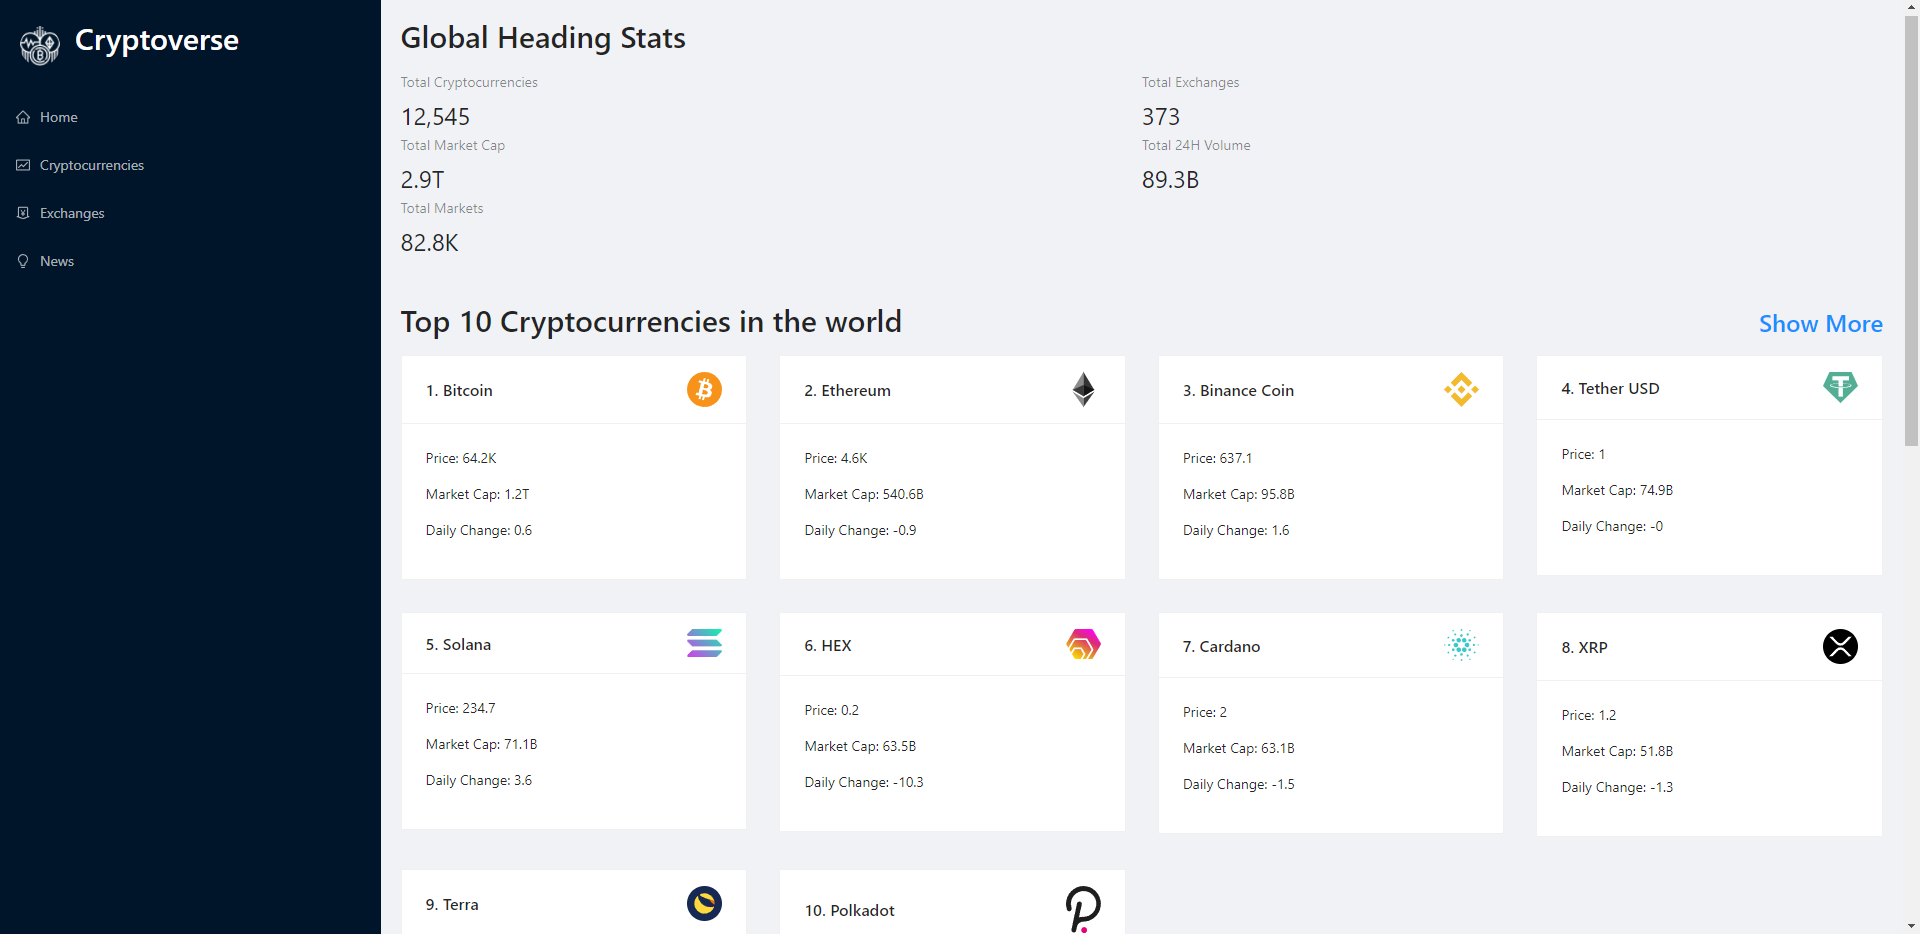 Cryptoverse
Home
Cryptocurrencies
Exchanges
News
Global Heading Stats
Total Cryptocurrencies
12,545
Total Exchanges
373
Total Market Cap
2.9T
Total 24H Volume
89.3B
Total Markets
82.8K
Top 10 Cryptocurrencies in the world
Show More
1. Bitcoin
Price: 64.2K
Market Cap: 1.2T
Daily Change: 0.6
2. Ethereum
Price: 4.6K
Market Cap: 540.6B
Daily Change: -0.9
3. Binance Coin
Price: 637.1
Market Cap: 95.8B
Daily Change: 1.6
4. Tether USD
Price: 1
Market Cap: 74.9B
Daily Change: -0
5. Solana
Price: 234.7
Market Cap: 71.1B
Daily Change: 3.6
6. HEX
Price: 0.2
Market Cap: 63.5B
Daily Change: -10.3
7. Cardano
Price: 2
Market Cap: 63.1B
Daily Change: -1.5
8. XRP
Price: 1.2
Market Cap: 51.8B
Daily Change: -1.3
9. Terra
10. Polkadot